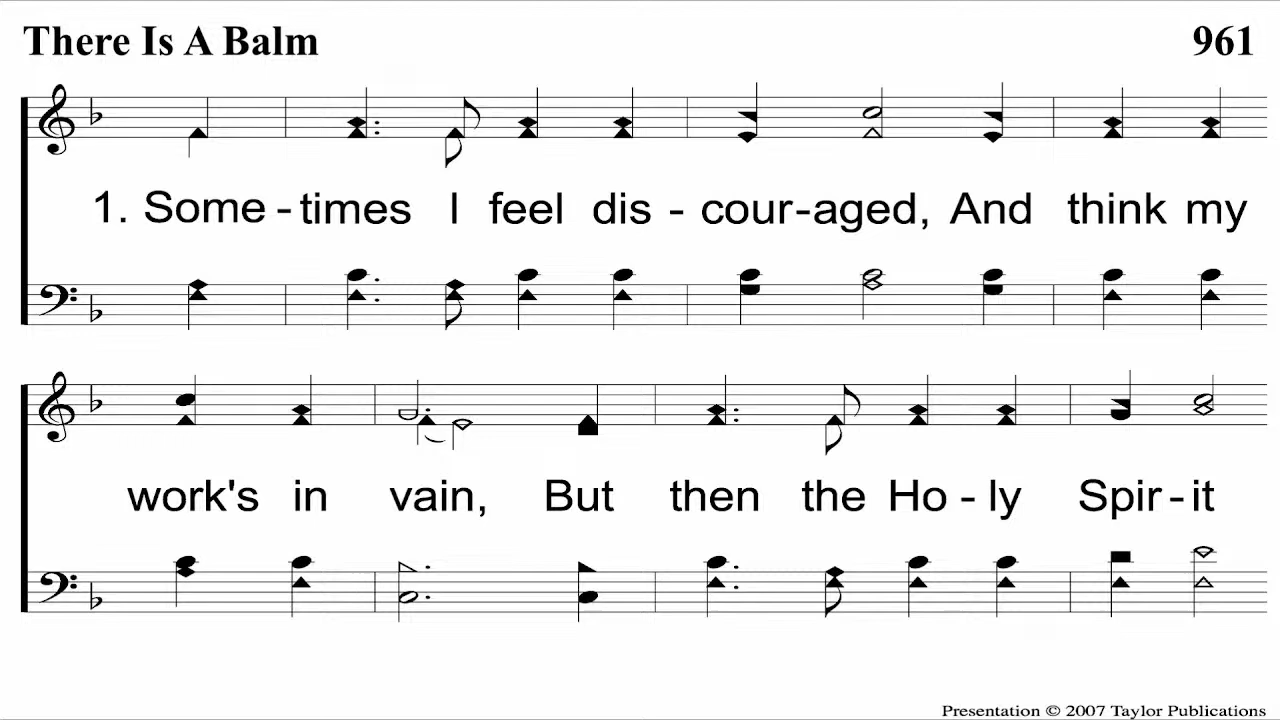 There Is A Balm 961
1. Some - times I feel dis - cour-aged, And think my
work's in vain, But then the Ho - ly Spir-it
Presentation © 2007 Taylor Publications